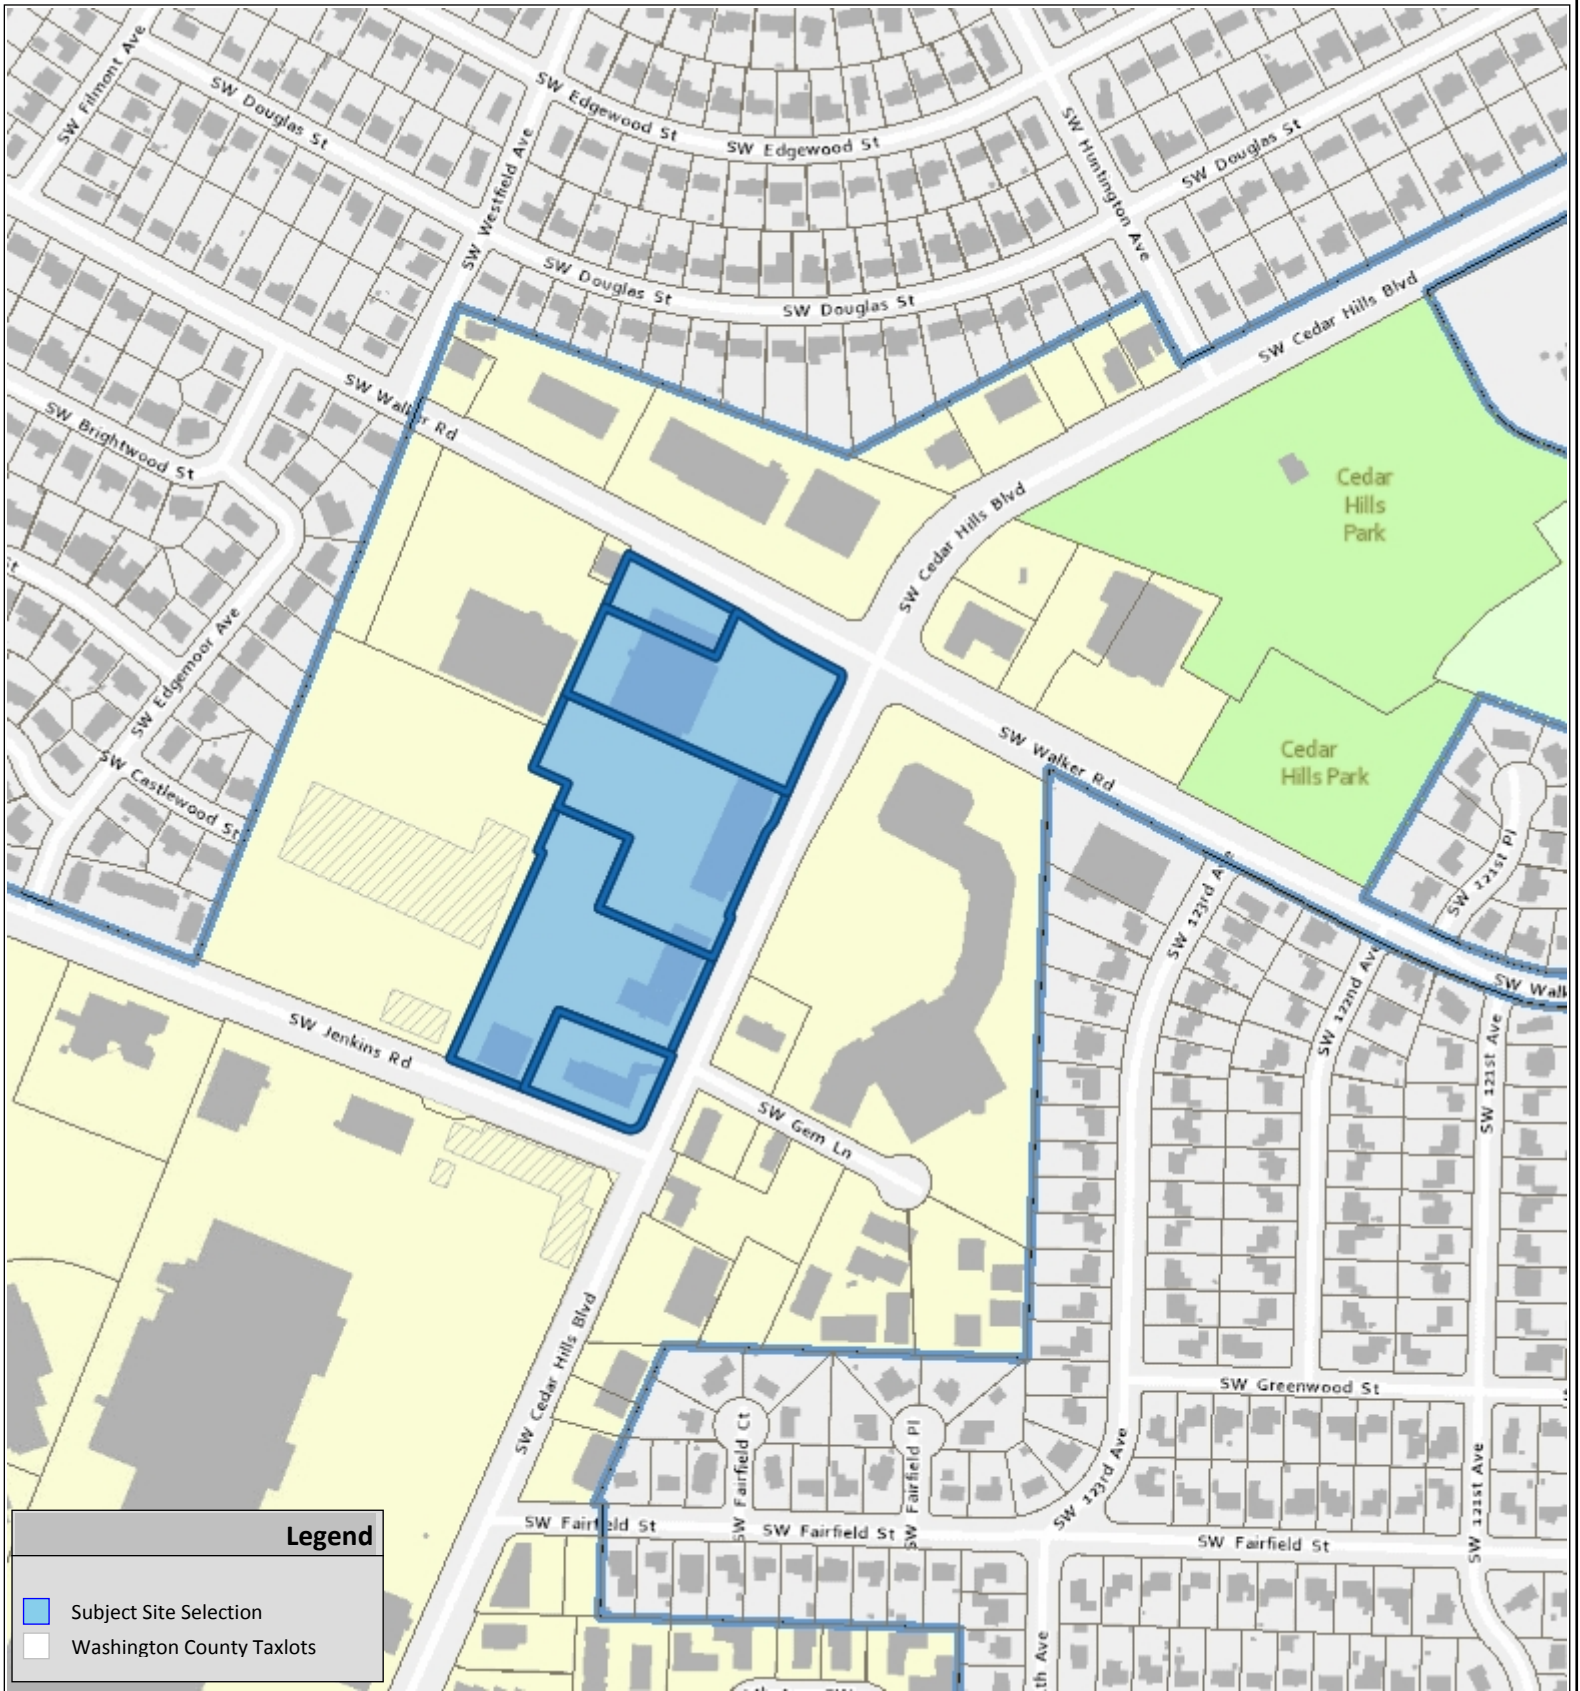 SW Filmont Ave
SW Douglas St
SW Edgewood St
SW Edgewood St
SW Westfield Ave
SW Huntington Ave
SW Douglas St
SW Douglas St
SW Douglas St
SW Cedar Hills Blvd
SW Walker Rd
SW Brightwood St
Cedar
Hills
Park
SW Cedar Hills Blvd
St
SW Edgemoor Ave
SW Castlewood St
SW Walker Rd
Cedar
Hills Park
SW 121st Pl
SW 123rd A
SW 122nd Ave
SW Walk
SW Jenkins Rd
SW 121st Ave
SW Gem Ln
SW Cedar Hills Blvd
SW Greenwood St
SW Fairfield Ct
SW Fairfield Pl
SW 123rd Ave
SW 121st Ave
SW Fairfield St
SW Fairfield St
SW Fairfield St
Legend
Subject Site Selection
Washington County Taxlots
th Ave